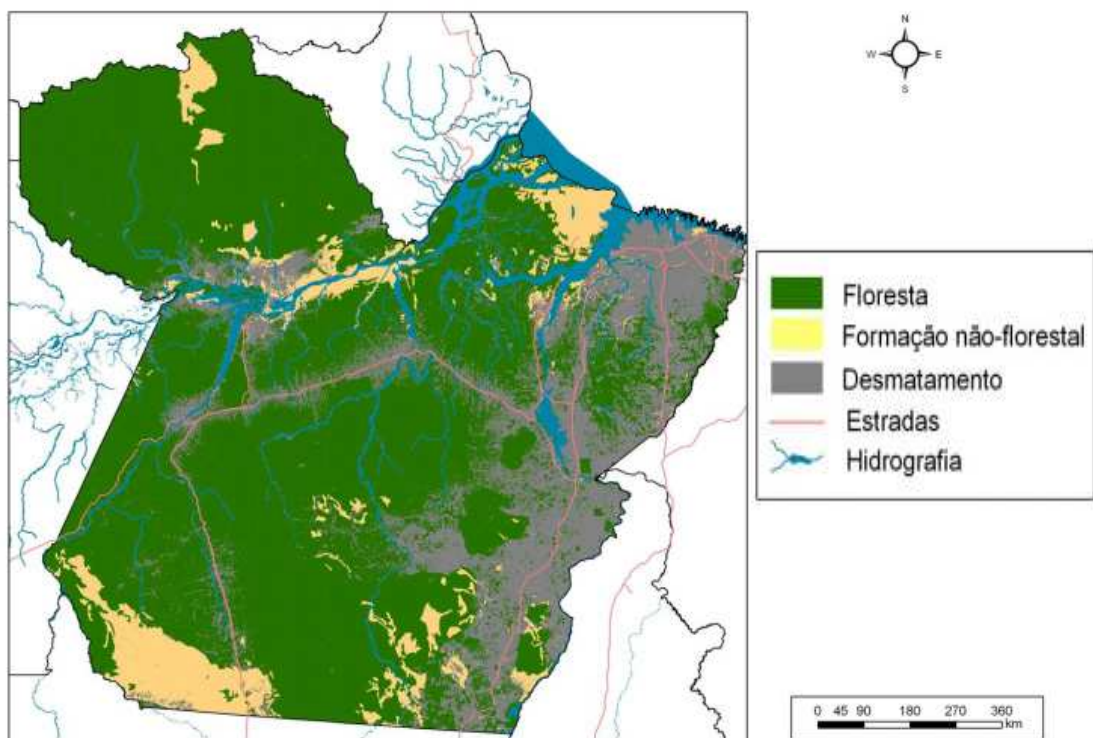 N
W E
S
Floresta
Formação não-florestal
Desmatamento
Estradas
Hidrografia
0 45 90 180 270 360
km